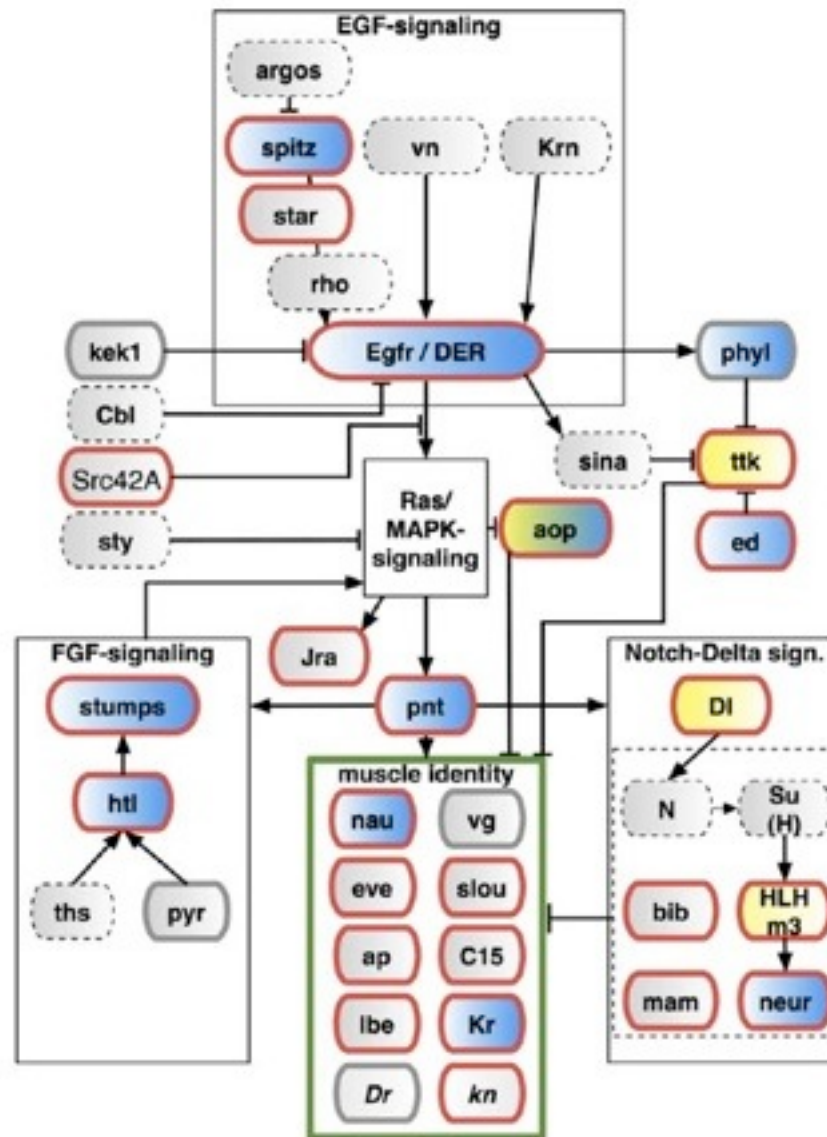 EGF-signaling
argos
spitz
vn
Krn
star
rho
kek1
Egfr / DER
phyl
Cbl
sina
ttk
Src42A
Ras/
MAPK-
signaling
aop
ed
sty
FGF-signaling
Jra
Notch-Delta sign.
stumps
pnt
Dl
muscle identity
htl
nau
vg
N
Su
(H)
eve
slou
ths
pyr
bib
HLH
m3
ap
C15
lbe
Kr
mam
neur
Dr
kn